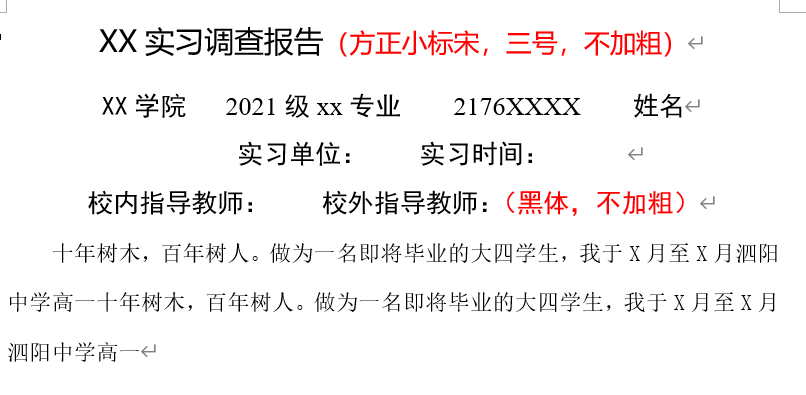 XX 实习调查报告（方正小标宋，三号，不加粗）
XX 学院 2021 级 xx 专业 2176XXXX 姓名
实习单位： 实习时间：
校内指导教师： 校外指导教师：（黑体，不加粗）
十年树木，百年树人。做为一名即将毕业的大四学生，我于 X 月至 X 月泗阳
中学高一十年树木，百年树人。做为一名即将毕业的大四学生，我于 X 月至 X 月
泗阳中学高一